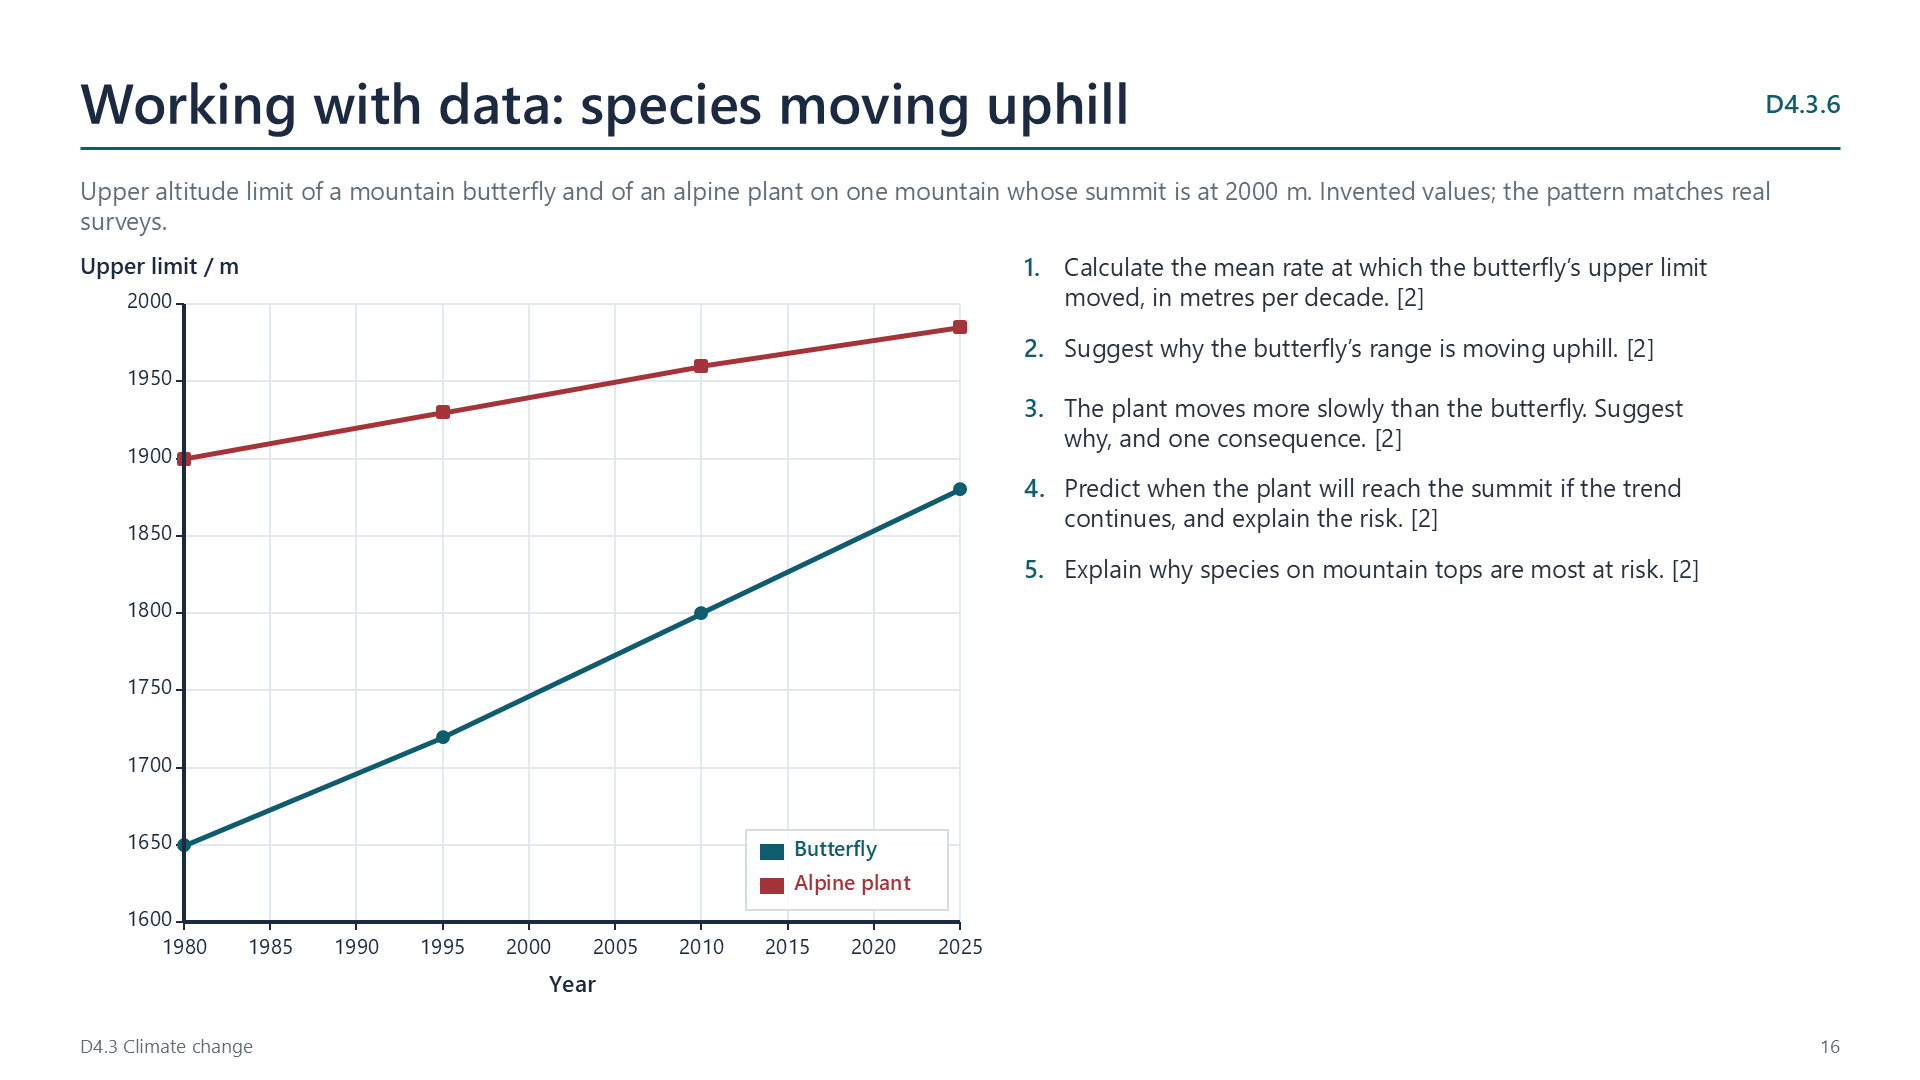 Working with data: species moving uphill
D4.3.6
Upper altitude limit of a mountain butterfly and of an alpine plant on one mountain whose summit is at 2000 m. Invented values; the pattern matches real
surveys.
Upper limit / m
2000
1950
1900
1850
1800
1750
1700
1650
1600
1980 1985 1990 1995 2000 2005 2010 2015 2020 2025
Year
Butterfly
Alpine plant
1. Calculate the mean rate at which the butterfly’s upper limit
moved, in metres per decade. [2]
2. Suggest why the butterfly’s range is moving uphill. [2]
3. The plant moves more slowly than the butterfly. Suggest
why, and one consequence. [2]
4. Predict when the plant will reach the summit if the trend
continues, and explain the risk. [2]
5. Explain why species on mountain tops are most at risk. [2]
D4.3 Climate change
16